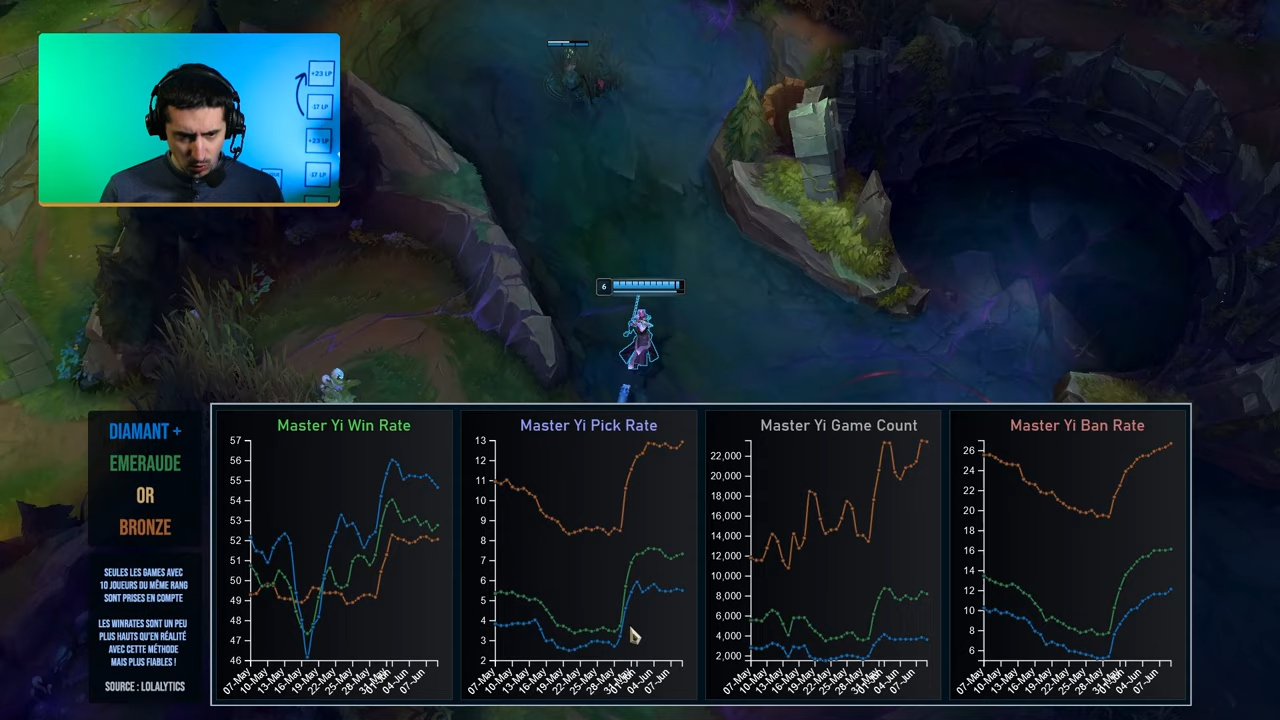 +23 LP
-17 LP
+23 LP
-17 LP
6
DIAMANT +
EMERAUDE
OR
BRONZE
SEULES LES GAMES AVEC
10 JOUEURS DU MÊME RANG
SONT PRISES EN COMPTE
LES WINRATES SONT UN PEU
PLUS HAUTS QU'EN RÉALITÉ
AVEC CETTE MÉTHODE
MAIS PLUS FIABLES !
SOURCE : LOLALYTICS
Master Yi Win Rate
57
56
55
54
53
52
51
50
49
48
47
46
07-May
10-May
13-May
16-May
19-May
22-May
25-May
28-May
31-May
04-Jun
07-Jun
Master Yi Pick Rate
13
12
11
10
9
8
7
6
5
4
3
2
07-May
10-May
13-May
16-May
19-May
22-May
25-May
28-May
31-May
04-Jun
07-Jun
Master Yi Game Count
22,000
20,000
18,000
16,000
14,000
12,000
10,000
8,000
6,000
4,000
2,000
07-May
10-May
13-May
16-May
19-May
22-May
25-May
28-May
31-May
04-Jun
07-Jun
Master Yi Ban Rate
26
24
22
20
18
16
14
12
10
8
6
07-May
10-May
13-May
16-May
19-May
22-May
25-May
28-May
31-May
04-Jun
07-Jun